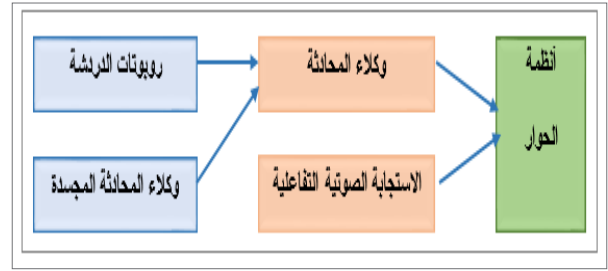 روبوتات الدردشة
وكلاء المحادثة
أنظمة
الحوار
وكلاء المحادثة المجسدة
الاستجابة الصوتية التفاعلية